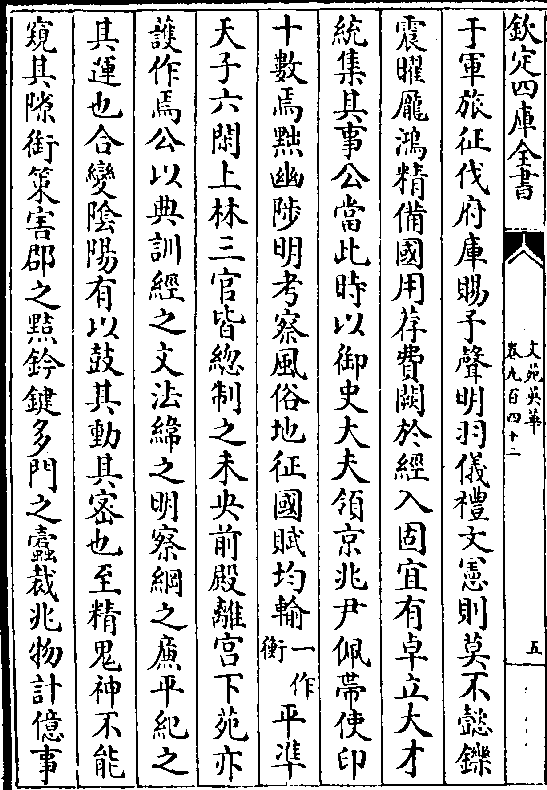 欽定四庫全書
文苑英華
卷九百四十二
五
于軍旅征伐府庫賜予聲明羽儀禮文憲則莫不懿鑠
震曜厖鴻精備國用荐費闕於經入固宜有卓立大才
統集其事公當此時以御史大夫領京兆尹佩帶使印
十數焉黜幽陟明考察風俗地征國賦均輸一作衡平準
天子六閑上林三官皆總制之未央前殿離宫下苑亦
護作焉公以典訓經之文法緯之明察綱之廉平紀之
其運也合變陰陽有以鼓其動其密也至精鬼神不能
窺其隙銜策害郡之黠鈐鍵多門之蠹裁兆物計億事